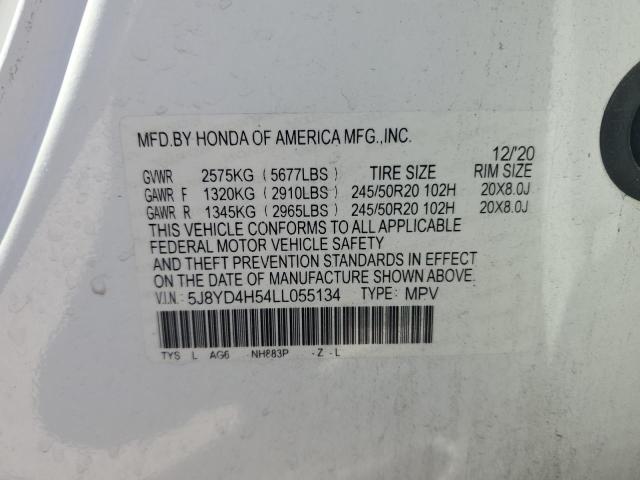 MFD.BY HONDA OF AMERICA MFG.,INC.
12/'20
GVWR 2575KG (5677LBS) TIRE SIZE RIM SIZE
GAWR F 1320KG (2910LBS) 245/50R20 102H 20X8.0J
GAWR R 1345KG (2965LBS) 245/50R20 102H 20X8.0J
THIS VEHICLE CONFORMS TO ALL APPLICABLE
FEDERAL MOTOR VEHICLE SAFETY
AND THEFT PREVENTION STANDARDS IN EFFECT
ON THE DATE OF MANUFACTURE SHOWN ABOVE.
V.I.N.: 5J8YD4H54LL055134 TYPE: MPV
TYS L AG6 NH883P -Z-L